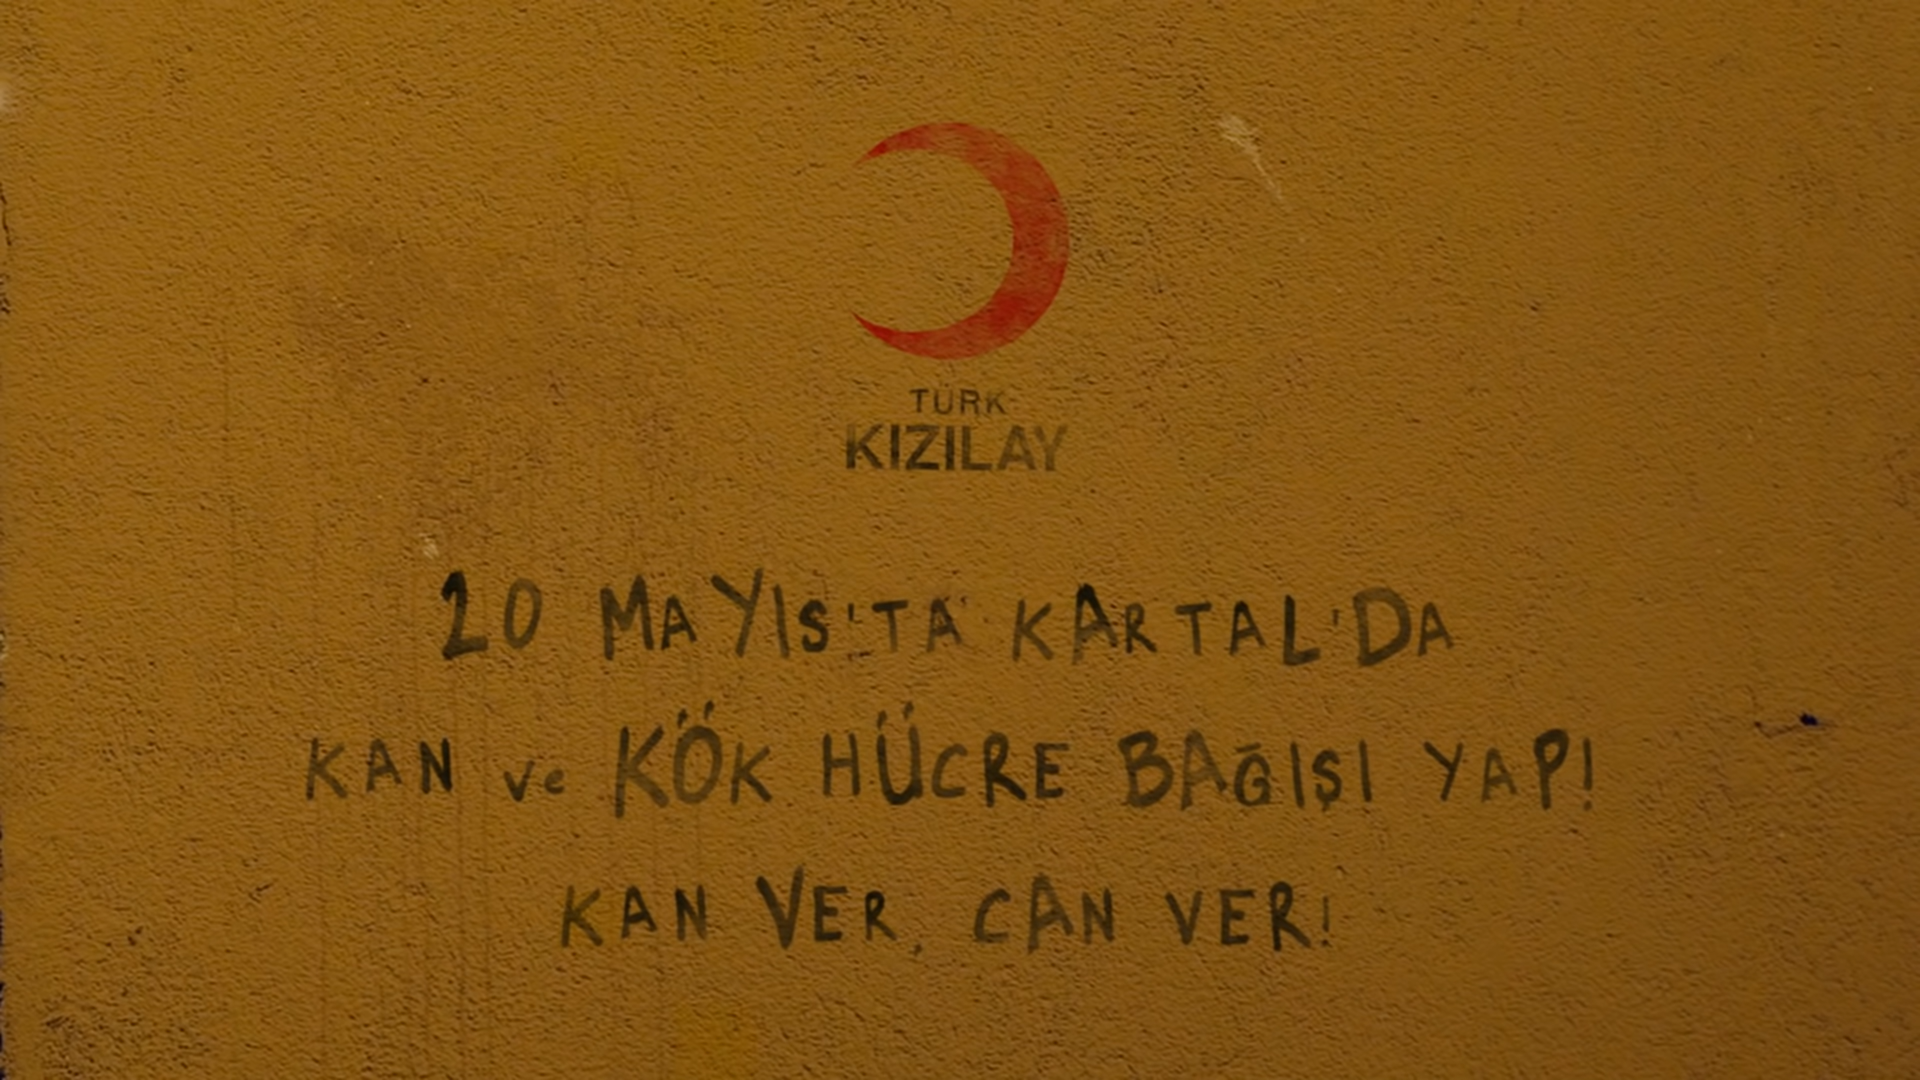 TÜRK
KIZILAY
20 MAYIS'TA KARTAL'DA
KAN ve KÖK HÜCRE BAĞIŞI YAP!
KAN VER, CAN VER!